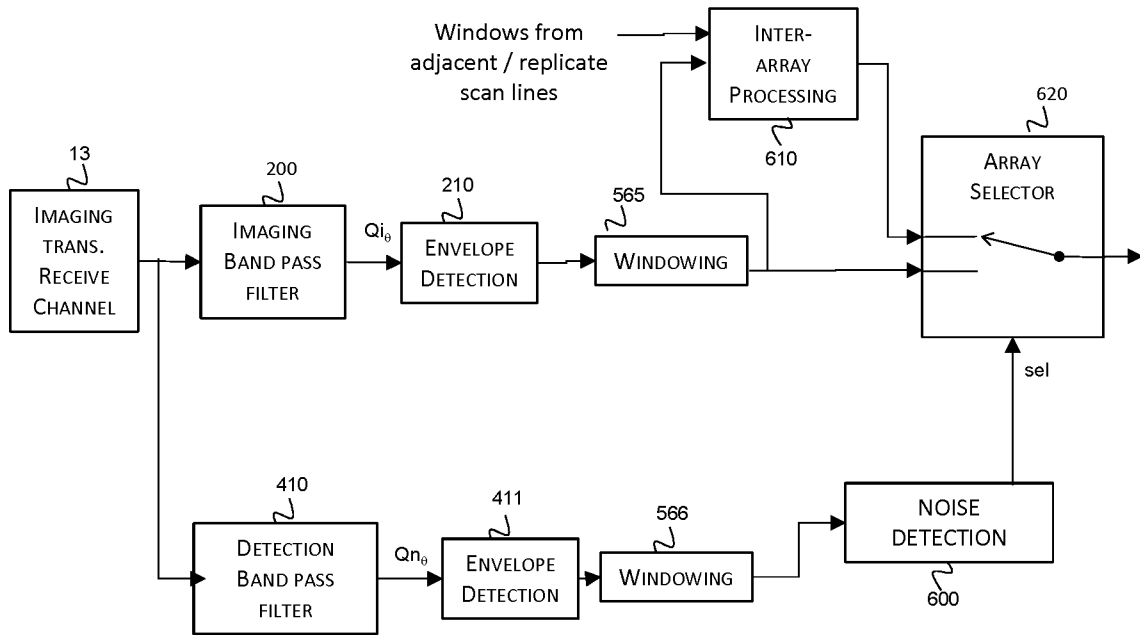 Windows from
adjacent / replicate
scan lines
INTER-
ARRAY
PROCESSING
610
620
ARRAY
SELECTOR
sel
13
IMAGING
TRANS.
RECEIVE
CHANNEL
200
IMAGING
BAND PASS
FILTER
Qiθ
210
ENVELOPE
DETECTION
565
WINDOWING
410
DETECTION
BAND PASS
FILTER
Qnθ
411
ENVELOPE
DETECTION
566
WINDOWING
NOISE
DETECTION
600